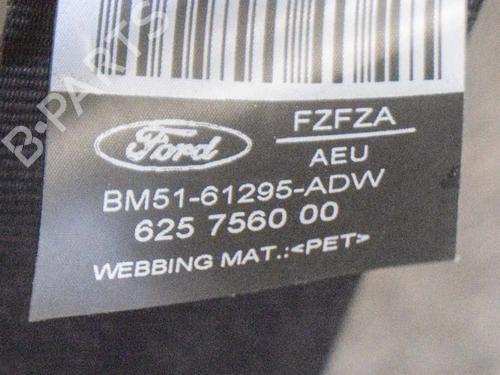 B-PARTS
Ford
FZFZA
AEU
BM51-61295-ADW
625 7560 00
WEBBING MAT.:<PET>